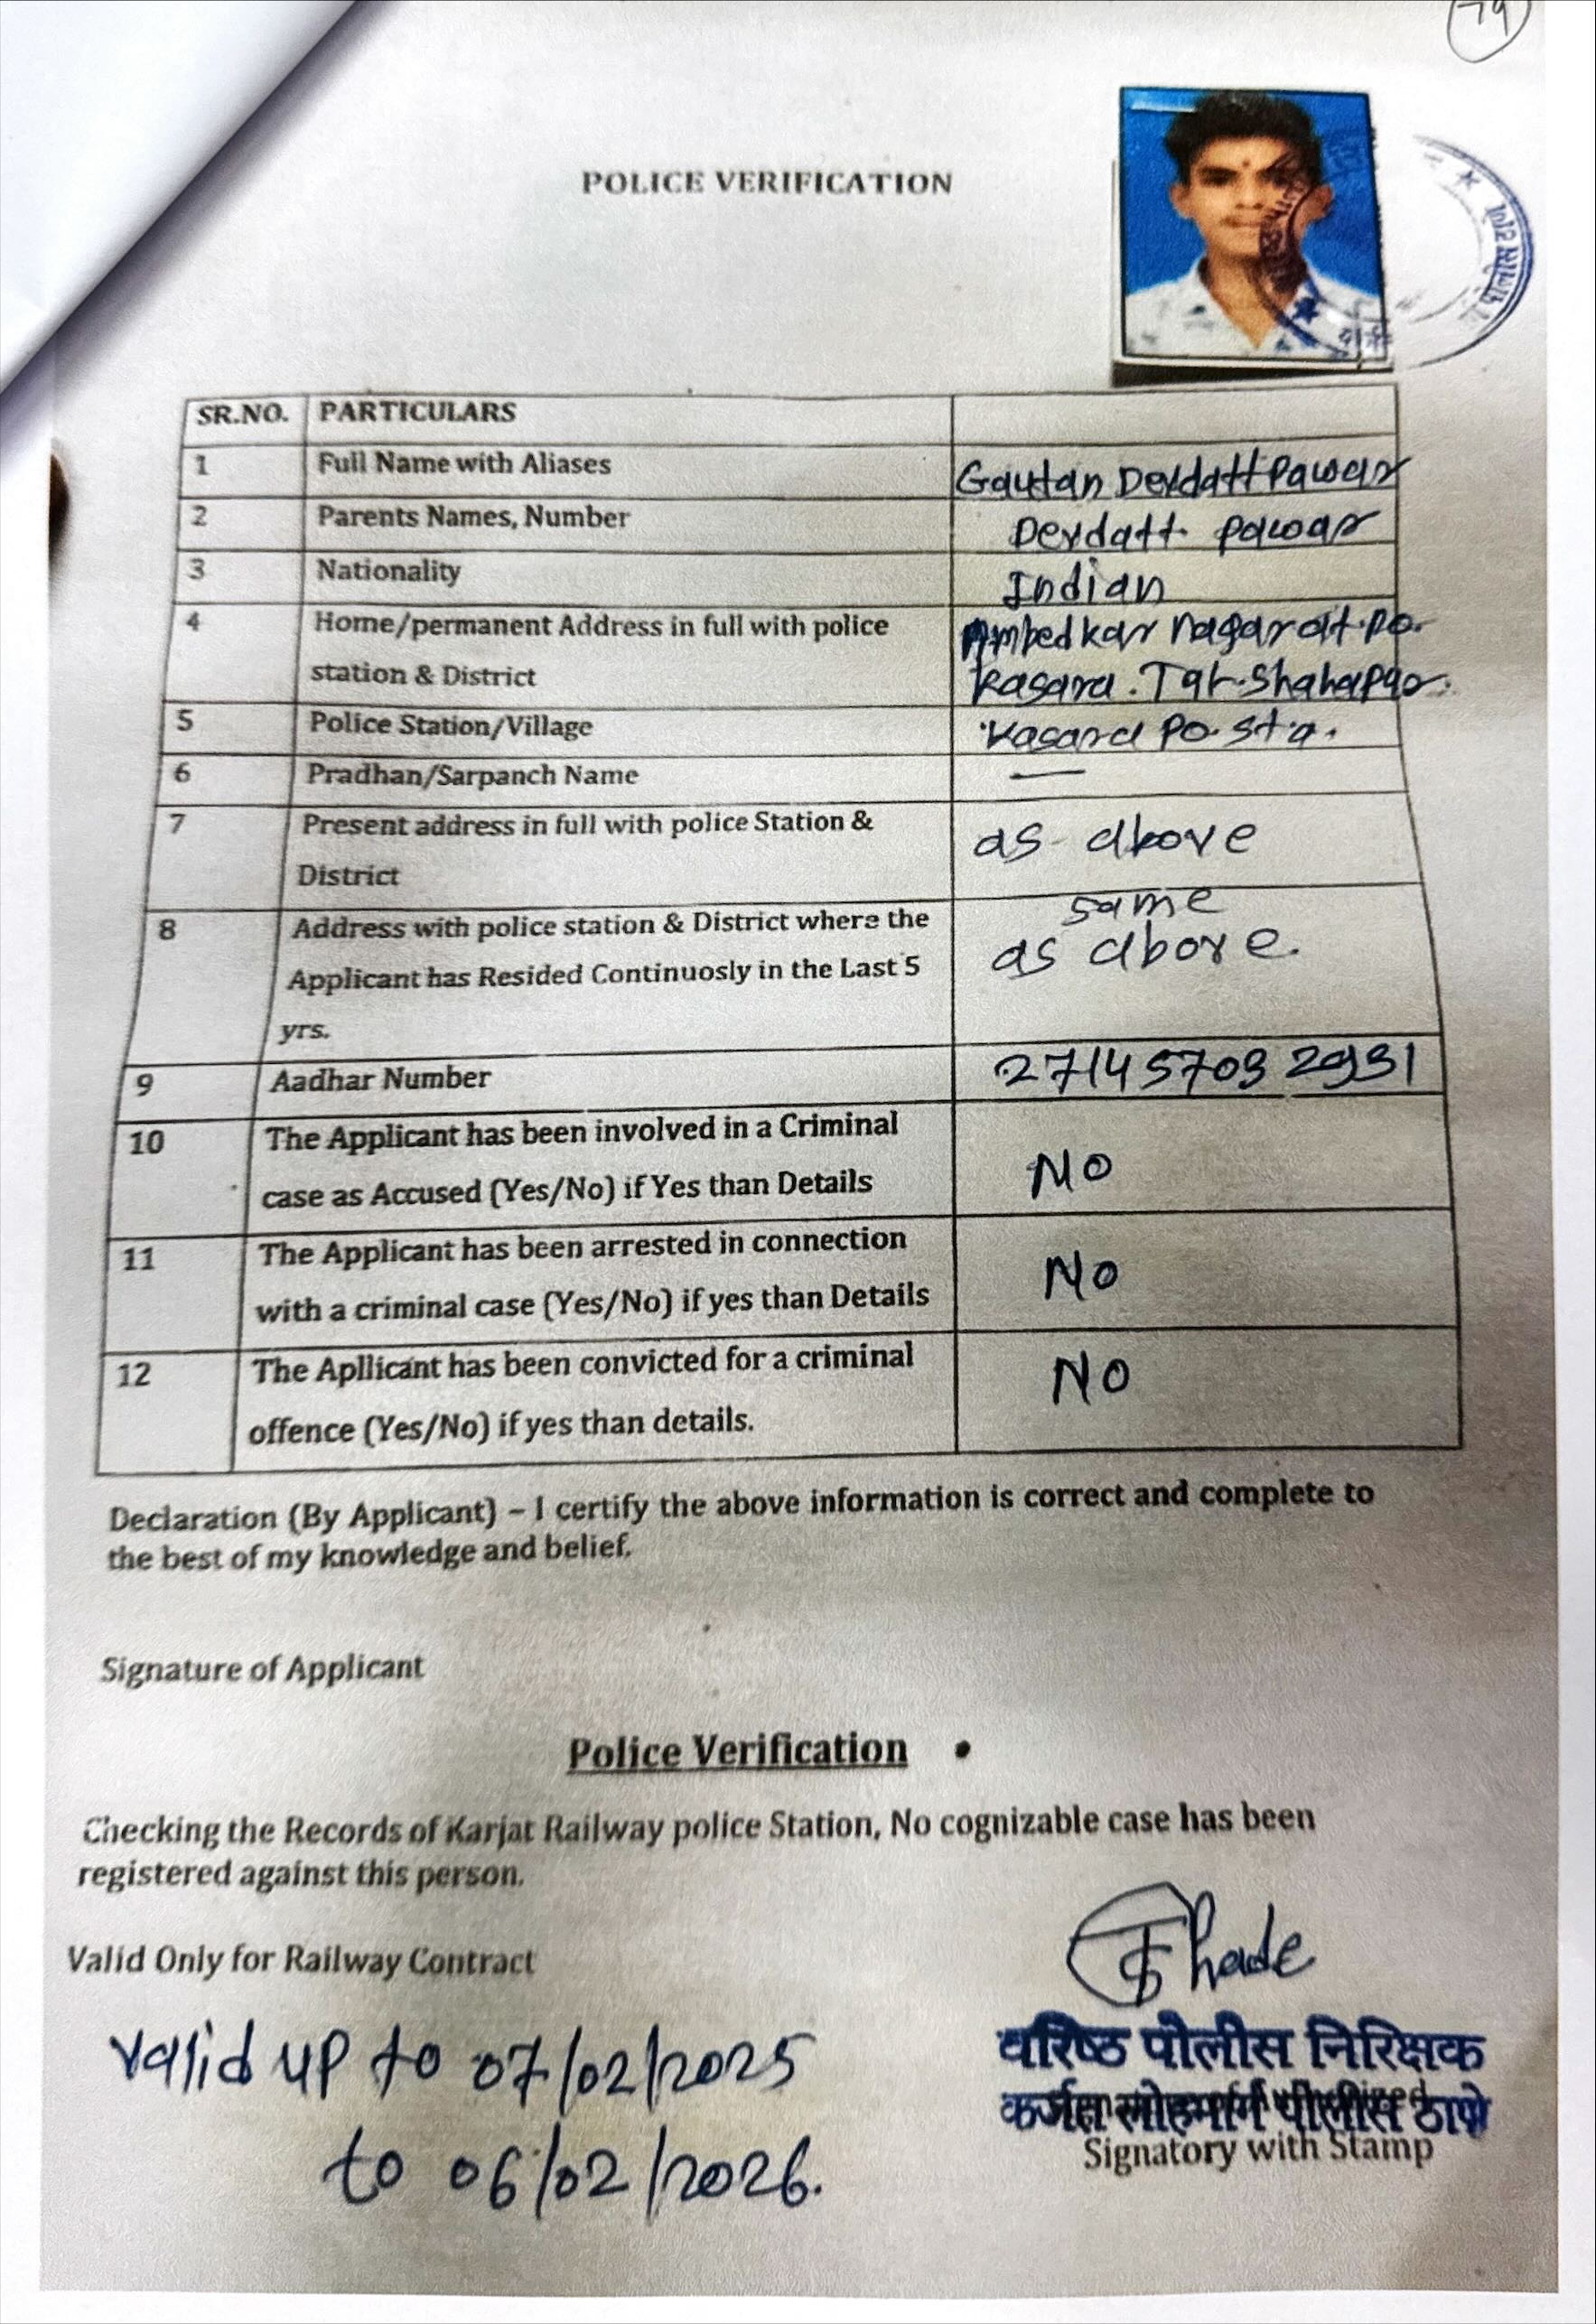 79
POLICE VERIFICATION
SR.NO. PARTICULARS
1 Full Name with Aliases Gautan Devdatt Pawar
2 Parents Names, Number Devdatt Pawar
3 Nationality Indian
4 Home/permanent Address in full with police Ambedkar Nagar at.po.
station & District Kasara. Tal. Shahapur.
5 Police Station/Village Kasara Po. Sta.
6 Pradhan/Sarpanch Name —
7 Present address in full with police Station & as above
District
8 Address with police station & District where the same
Applicant has Resided Continuosly in the Last 5 as above.
yrs.
9 Aadhar Number 2714 5703 2931
10 The Applicant has been involved in a Criminal
case as Accused (Yes/No) if Yes than Details NO
11 The Applicant has been arrested in connection
with a criminal case (Yes/No) if yes than Details NO
12 The Apllicant has been convicted for a criminal
offence (Yes/No) if yes than details. NO
Declaration (By Applicant) – I certify the above information is correct and complete to
the best of my knowledge and belief.
Signature of Applicant
Police Verification
Checking the Records of Karjat Railway police Station, No cognizable case has been
registered against this person.
Valid Only for Railway Contract
valid up to 07/02/2025
to 06/02/2026.
वरिष्ठ पोलीस निरिक्षक
कर्जत लोहमार्ग पोलीस ठाणे
Signatory with Stamp